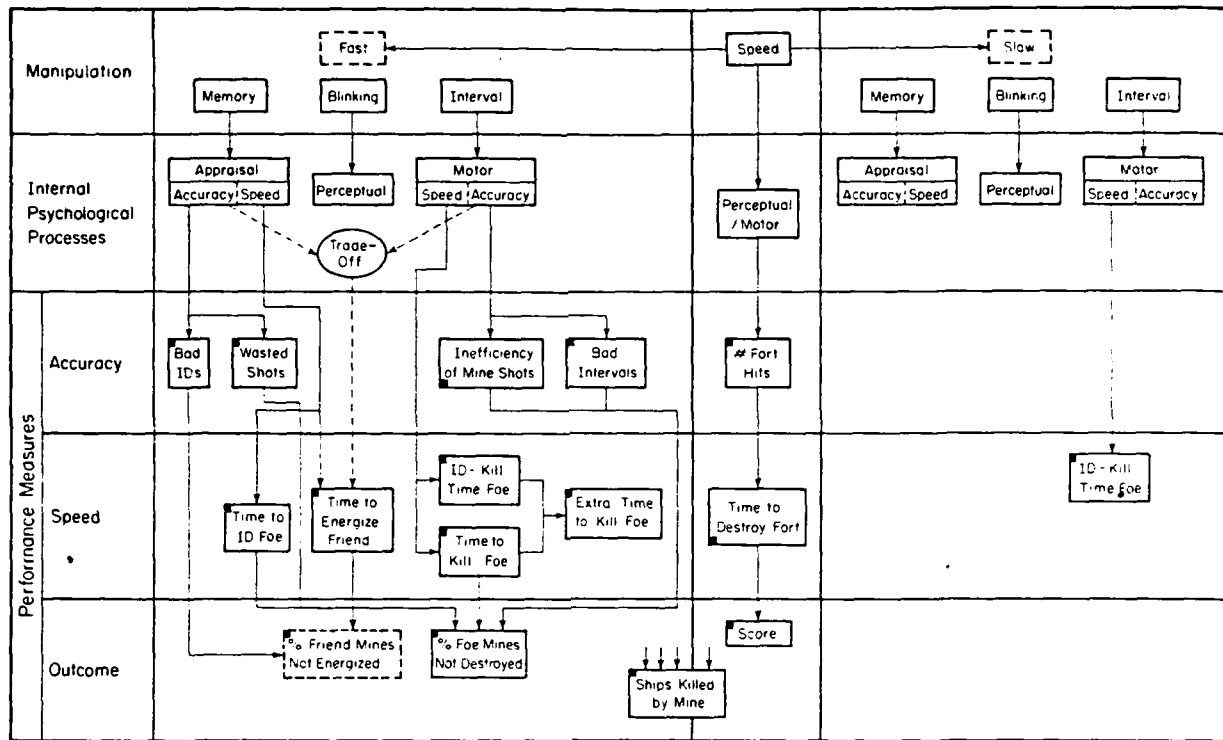 Manipulation
Fast
Speed
Slow
Memory
Blinking
Interval
Memory
Blinking
Interval
Internal
Psychological
Processes
Appraisal
Accuracy Speed
Perceptual
Motor
Speed Accuracy
Trade-
Off
Perceptual
/Motor
Appraisal
Accuracy Speed
Perceptual
Motor
Speed Accuracy
Performance Measures
Accuracy
Bad
IDs
Wasted
Shots
Inefficiency
of Mine Shots
Bad
Intervals
# Fort
Hits
Speed
Time to
ID Foe
Time to
Energize
Friend
ID-Kill
Time Foe
Time to
Kill Foe
Extra Time
to Kill Foe
Time to
Destroy Fort
ID-Kill
Time Foe
Outcome
% Friend Mines
Not Energized
% Foe Mines
Not Destroyed
Ships Killed
by Mine
Score